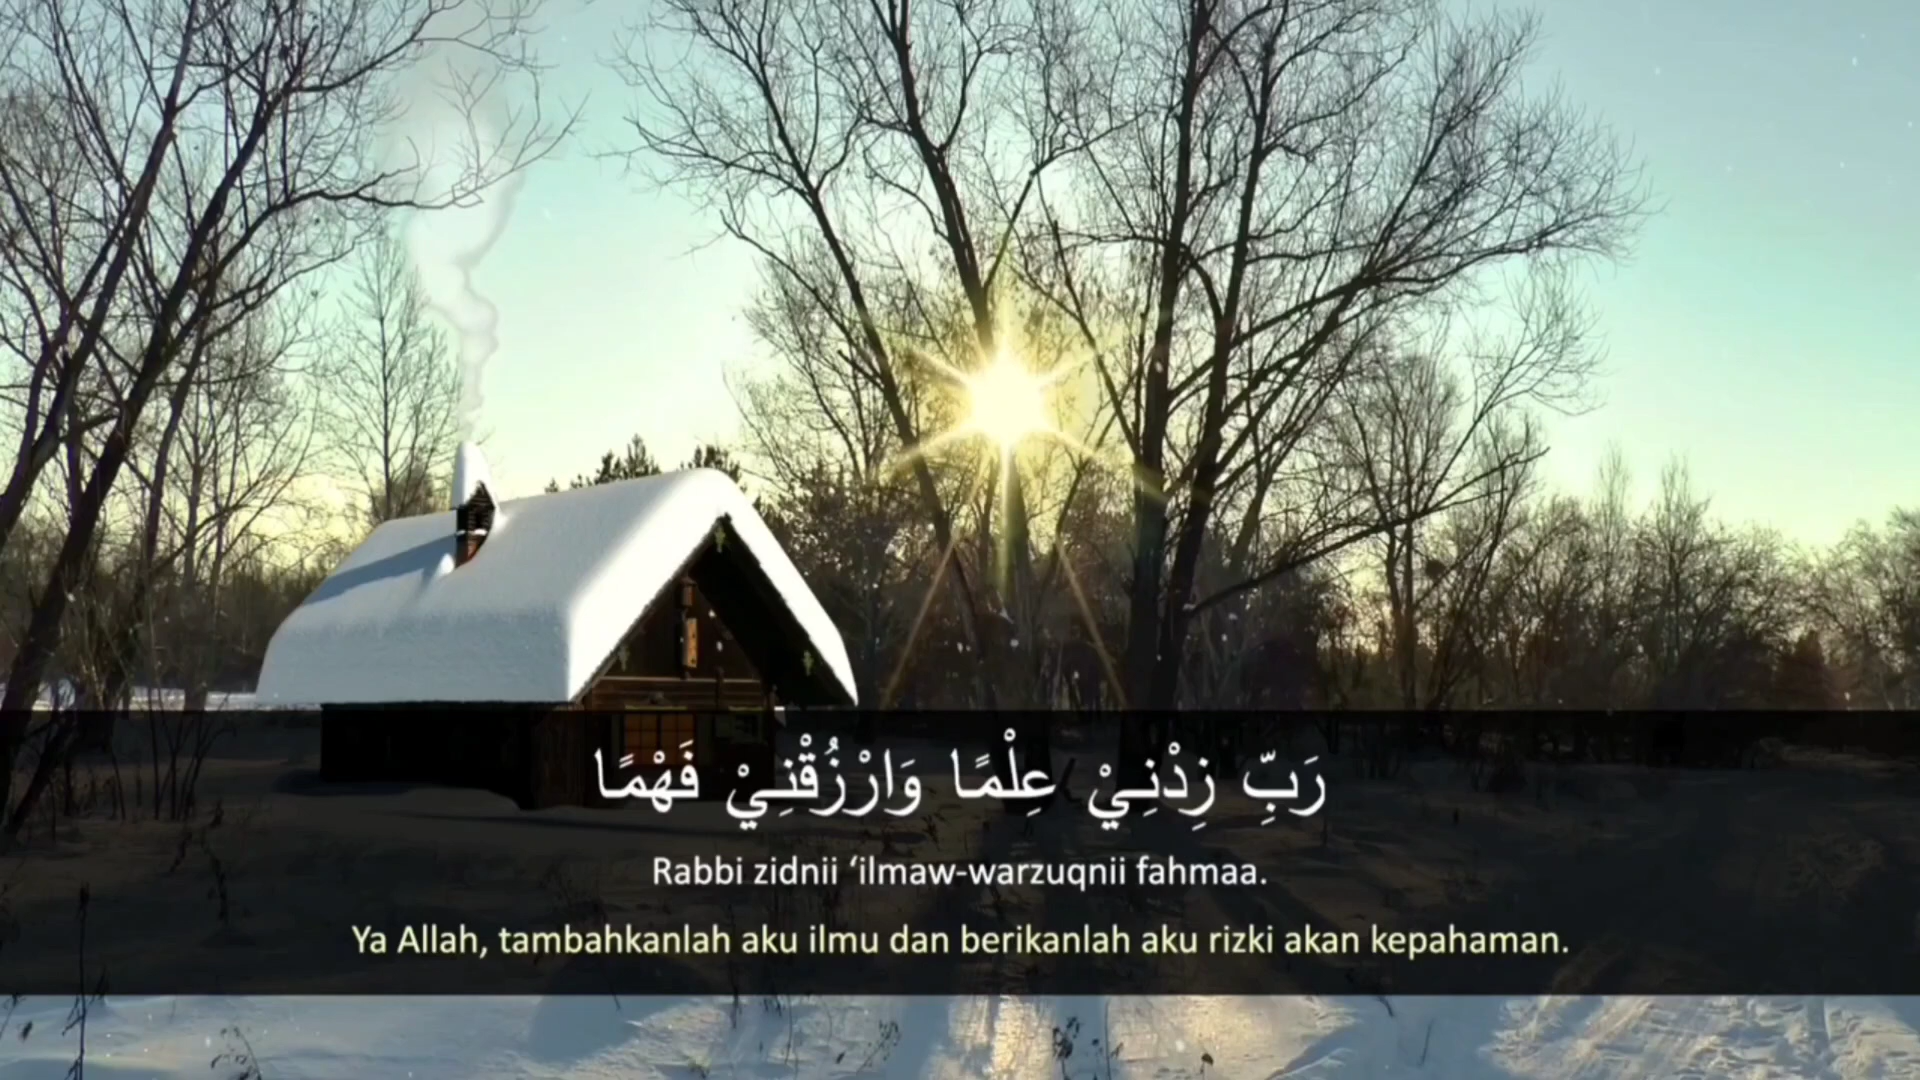 رَبِّ زِدْنِيْ عِلْمًا وَارْزُقْنِيْ فَهْمًا
Rabbi zidnii ‘ilmaw-warzuqnii fahmaa.
Ya Allah, tambahkanlah aku ilmu dan berikanlah aku rizki akan kepahaman.